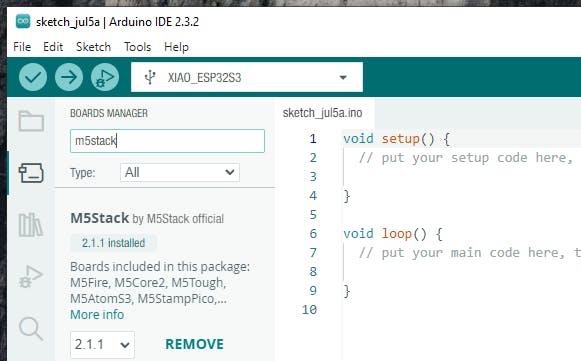 sketch_jul5a | Arduino IDE 2.3.2
File Edit Sketch Tools Help
XIAO_ESP32S3
BOARDS MANAGER
m5stack
Type: All
M5Stack by M5Stack official
2.1.1 installed
Boards included in this package:
M5Fire, M5Core2, M5Tough,
M5AtomS3, M5StampPico,...
More info
2.1.1 REMOVE
sketch_jul5a.ino
1 void setup() {
2 // put your setup code here,
3
4 }
5
6 void loop() {
7 // put your main code here, t
8
9 }
10